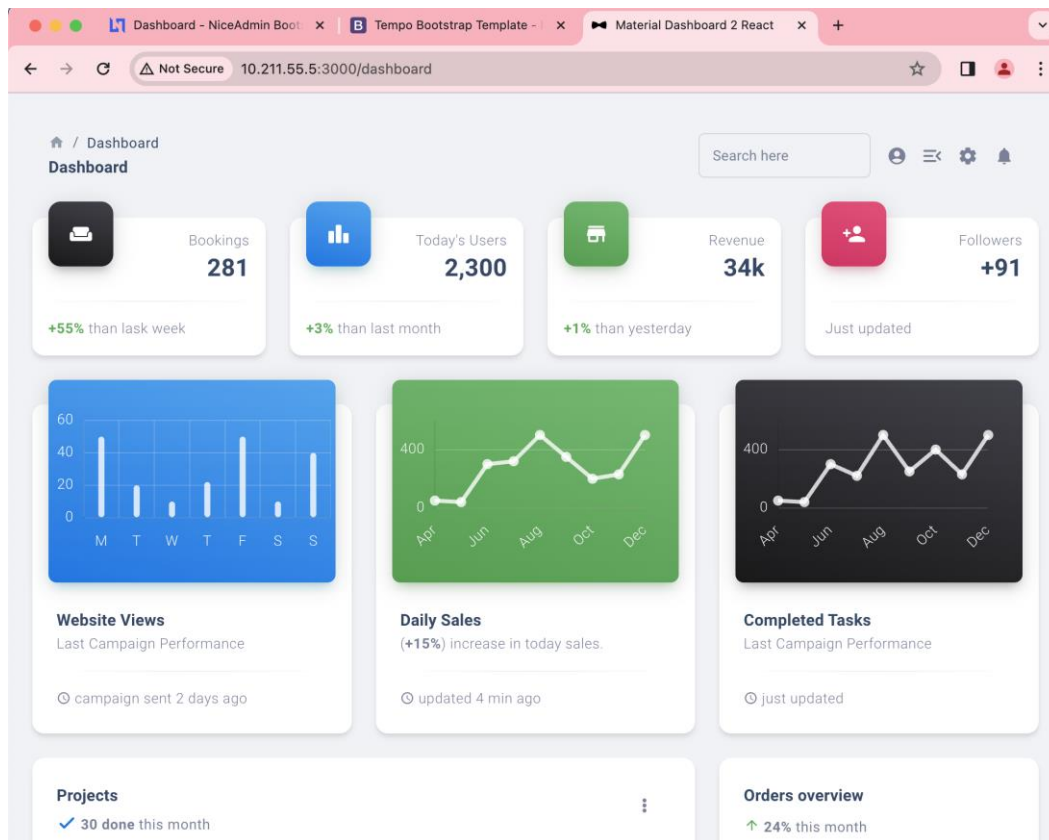 Dashboard - NiceAdmin Boot
Tempo Bootstrap Template -
Material Dashboard 2 React
Not Secure 10.211.55.5:3000/dashboard
/ Dashboard
Dashboard
Search here
Bookings
281
+55% than lask week
Today's Users
2,300
+3% than last month
Revenue
34k
+1% than yesterday
Followers
+91
Just updated
60
40
20
0
M T W T F S S
Website Views
Last Campaign Performance
campaign sent 2 days ago
400
0
Apr Jun Aug Oct Dec
Daily Sales
(+15%) increase in today sales.
updated 4 min ago
400
0
Apr Jun Aug Oct Dec
Completed Tasks
Last Campaign Performance
just updated
Projects
30 done this month
Orders overview
24% this month